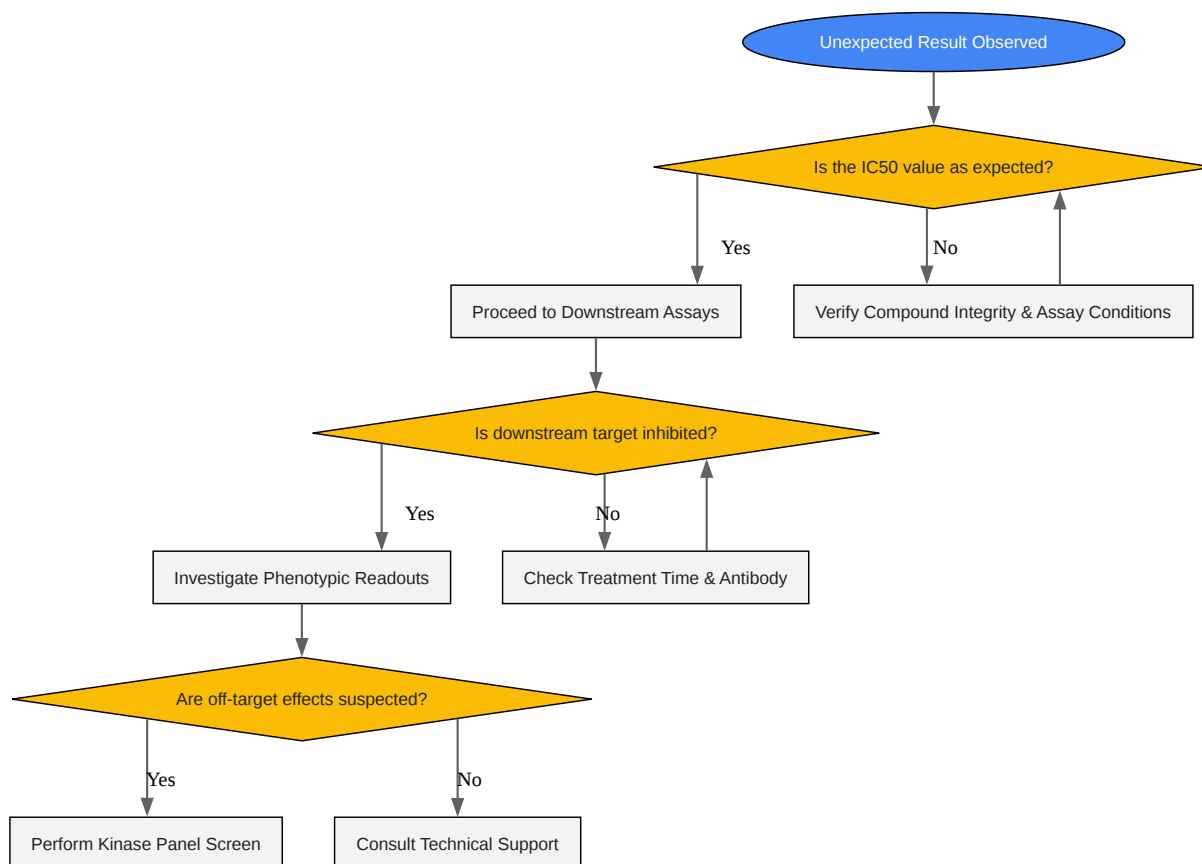 Unexpected Result Observed
Is the IC50 value as expected?
Yes
No
Proceed to Downstream Assays
Verify Compound Integrity & Assay Conditions
Is downstream target inhibited?
Yes
No
Investigate Phenotypic Readouts
Check Treatment Time & Antibody
Are off-target effects suspected?
Yes
No
Perform Kinase Panel Screen
Consult Technical Support